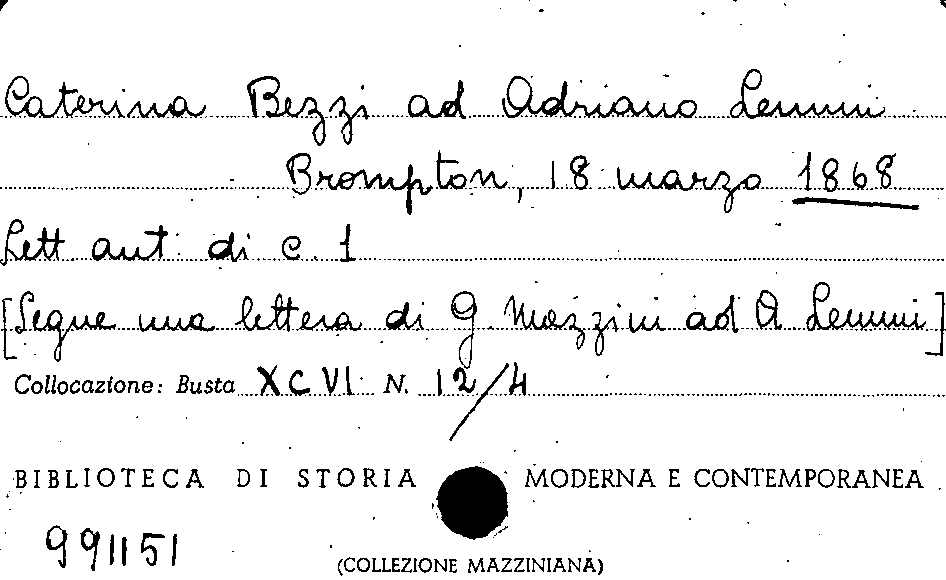 Caterina Bezzi ad Adriano Lemmi
Brompton, 18 marzo 1868
Lett. aut. di c. 1
[Segue una lettera di G. Mazzini ad A. Lemmi]
Collocazione: Busta XCVI N. 12/4
BIBLIOTECA DI STORIA MODERNA E CONTEMPORANEA
991151
(COLLEZIONE MAZZINIANA)